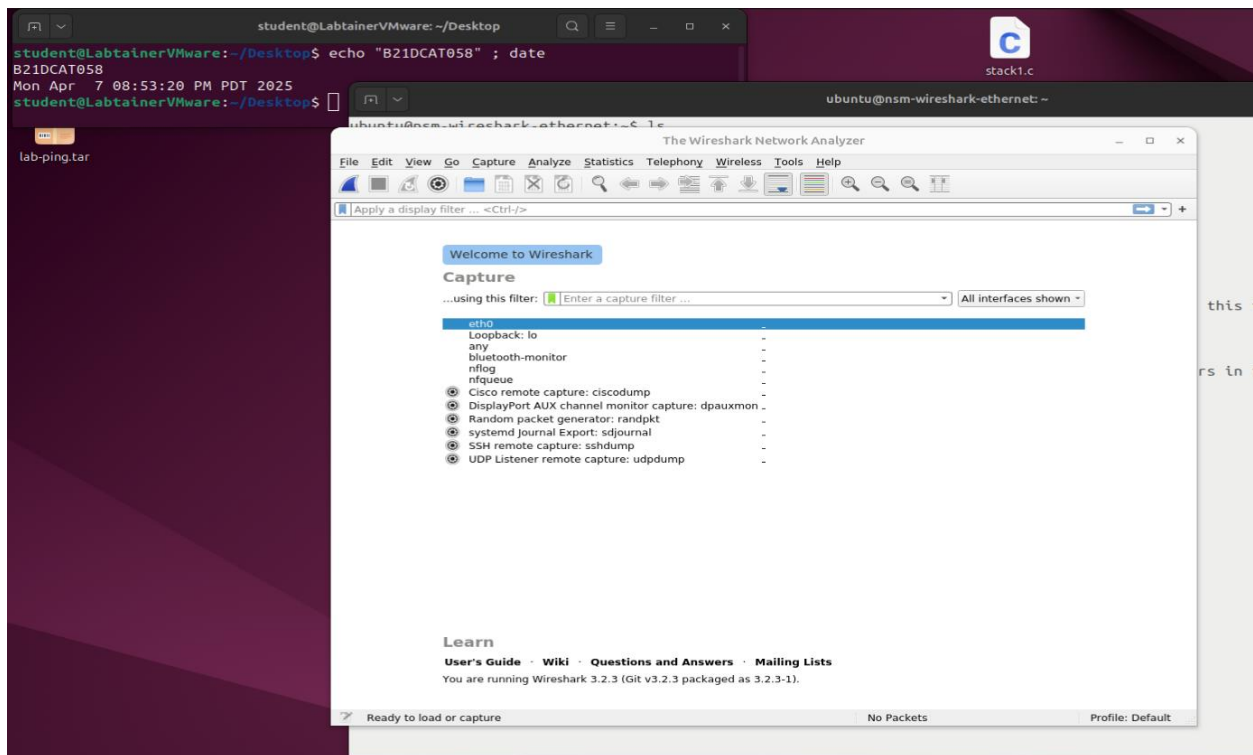 student@LabtainerVMware: ~/Desktop
student@LabtainerVMware:~/Desktop$ echo "B21DCAT058" ; date
B21DCAT058
Mon Apr  7 08:53:20 PM PDT 2025
student@LabtainerVMware:~/Desktop$
stack1.c
lab-ping.tar
ubuntu@nsm-wireshark-ethernet: ~
ubuntu@nsm-wireshark-ethernet:~$ ls
this
rs in
The Wireshark Network Analyzer
File Edit View Go Capture Analyze Statistics Telephony Wireless Tools Help
Apply a display filter ... <Ctrl-/>
Welcome to Wireshark
Capture
...using this filter: Enter a capture filter ... All interfaces shown
eth0
Loopback: lo
any
bluetooth-monitor
nflog
nfqueue
Cisco remote capture: ciscodump
DisplayPort AUX channel monitor capture: dpauxmon
Random packet generator: randpkt
systemd Journal Export: sdjournal
SSH remote capture: sshdump
UDP Listener remote capture: udpdump
Learn
User's Guide · Wiki · Questions and Answers · Mailing Lists
You are running Wireshark 3.2.3 (Git v3.2.3 packaged as 3.2.3-1).
Ready to load or capture No Packets Profile: Default